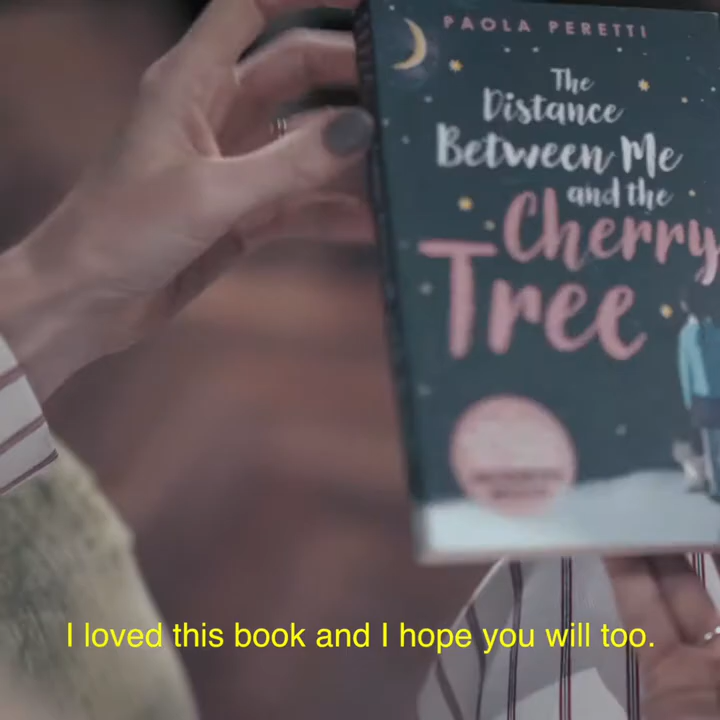 PAOLA PERETTI
The
Distance
Between Me
and the
Cherry
Tree
I loved this book and I hope you will too.